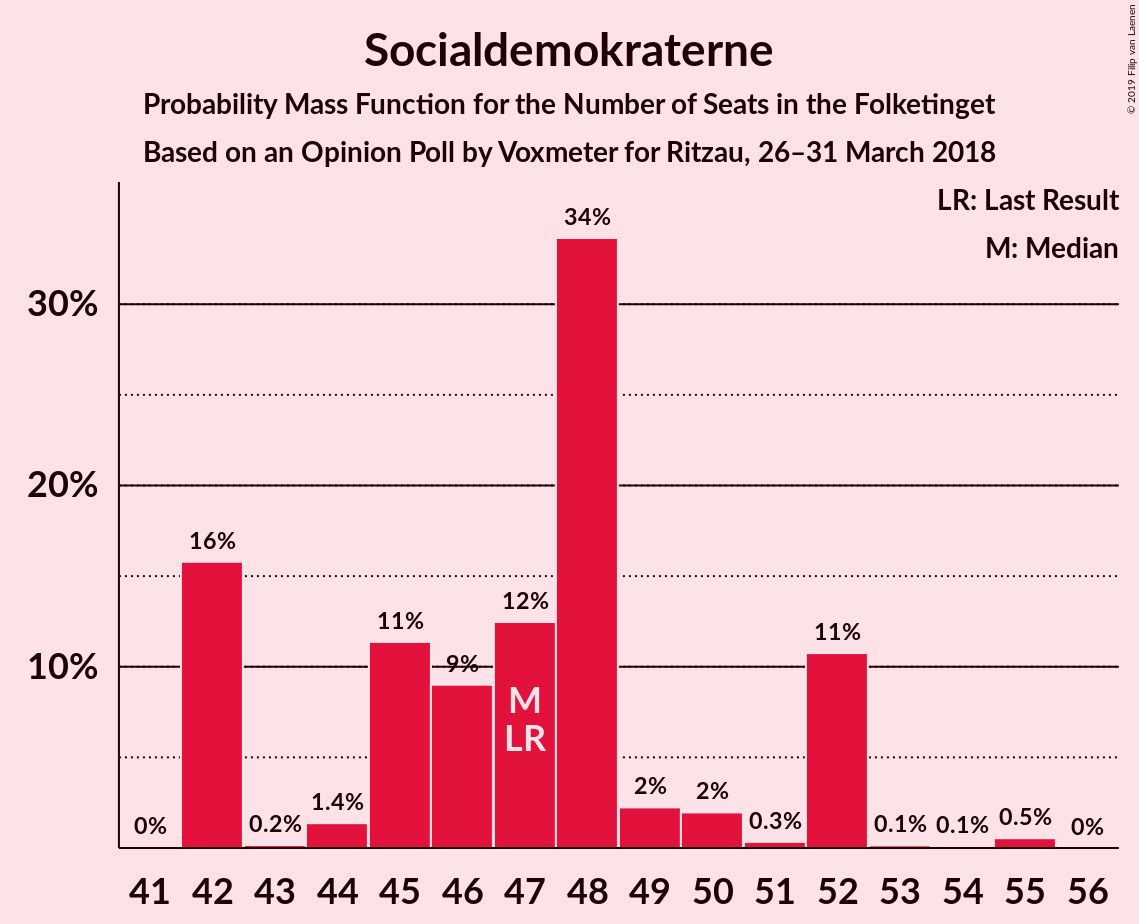 Socialdemokraterne
Probability Mass Function for the Number of Seats in the Folketinget
Based on an Opinion Poll by Voxmeter for Ritzau, 26–31 March 2018
© 2019 Filip van Laenen
LR: Last Result
M: Median
34%
30%
20%
16%
12%
11%
11%
10%
9%
M
LR
2%
2%
1.4%
0%
0.2%
0.3%
0.1%
0.1%
0.5%
0%
41 42 43 44 45 46 47 48 49 50 51 52 53 54 55 56